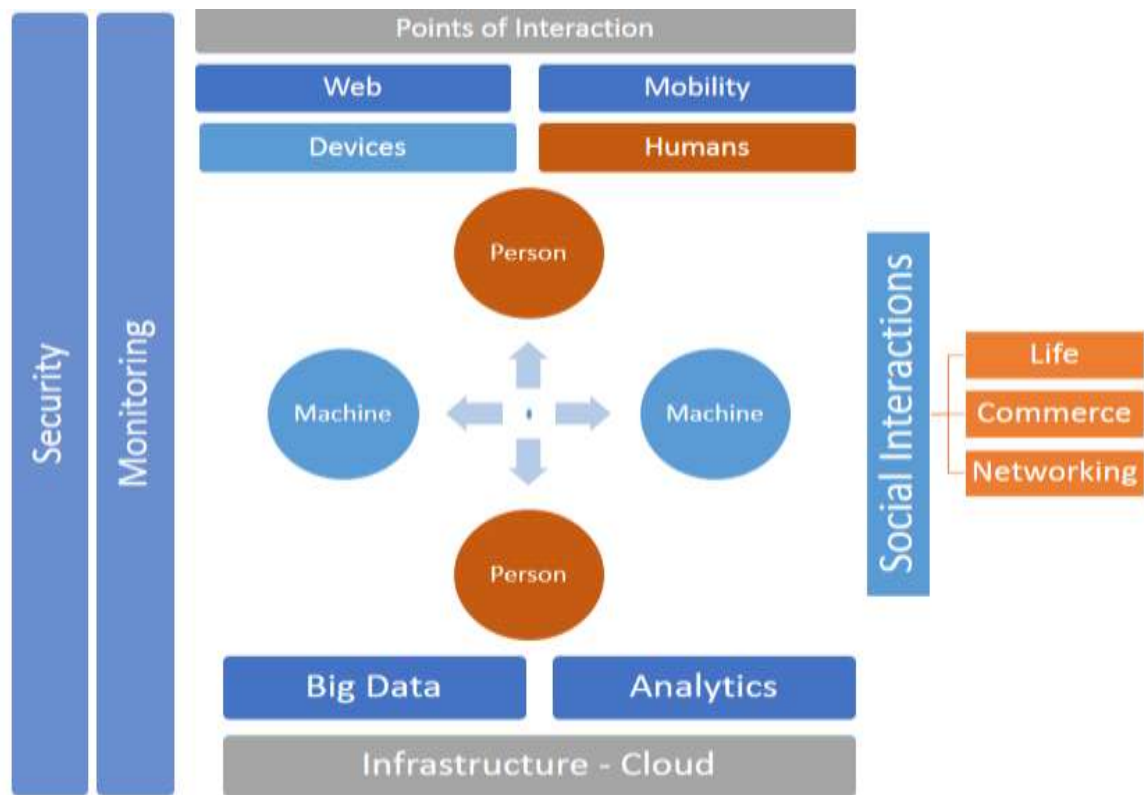 Security
Monitoring
Points of Interaction
Web
Mobility
Devices
Humans
Person
Machine
Machine
Person
Big Data
Analytics
Infrastructure - Cloud
Social Interactions
Life
Commerce
Networking